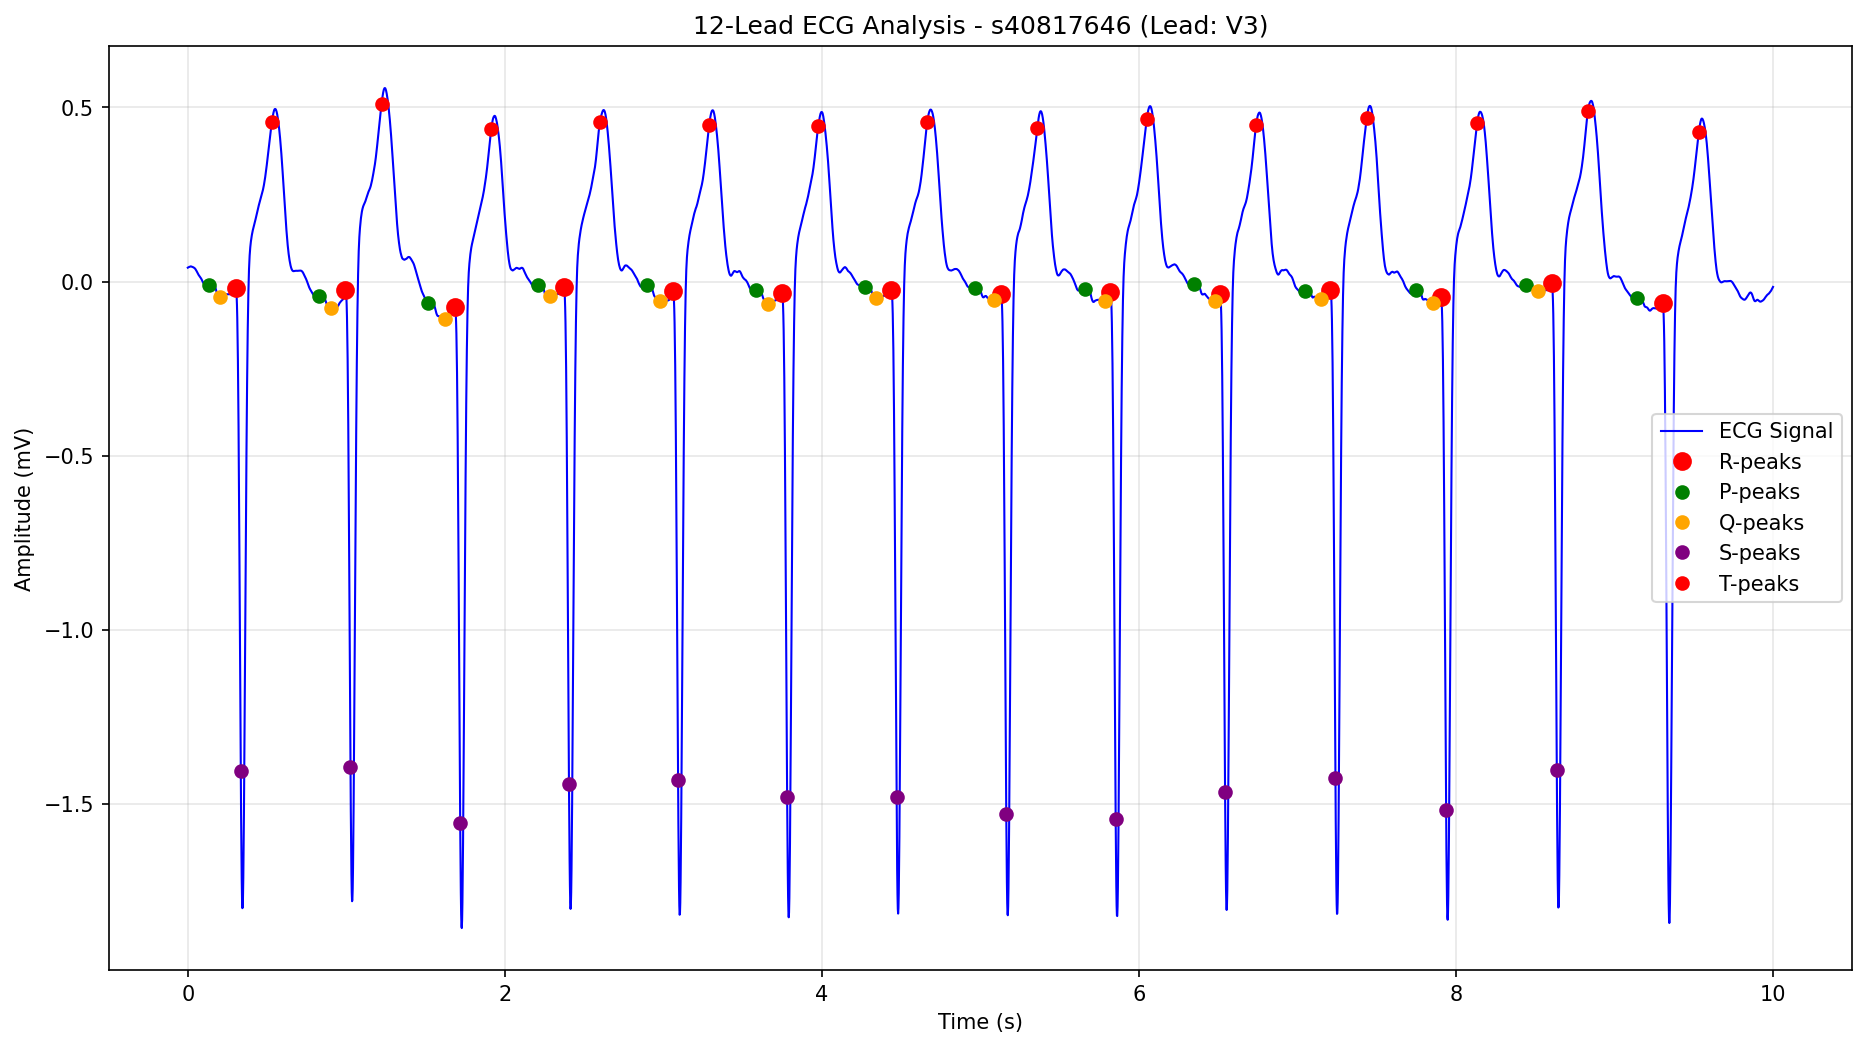 12-Lead ECG Analysis - s40817646 (Lead: V3)
Amplitude (mV)
0.5
0.0
−0.5
−1.0
−1.5
ECG Signal
R-peaks
P-peaks
Q-peaks
S-peaks
T-peaks
0 2 4 6 8 10
Time (s)